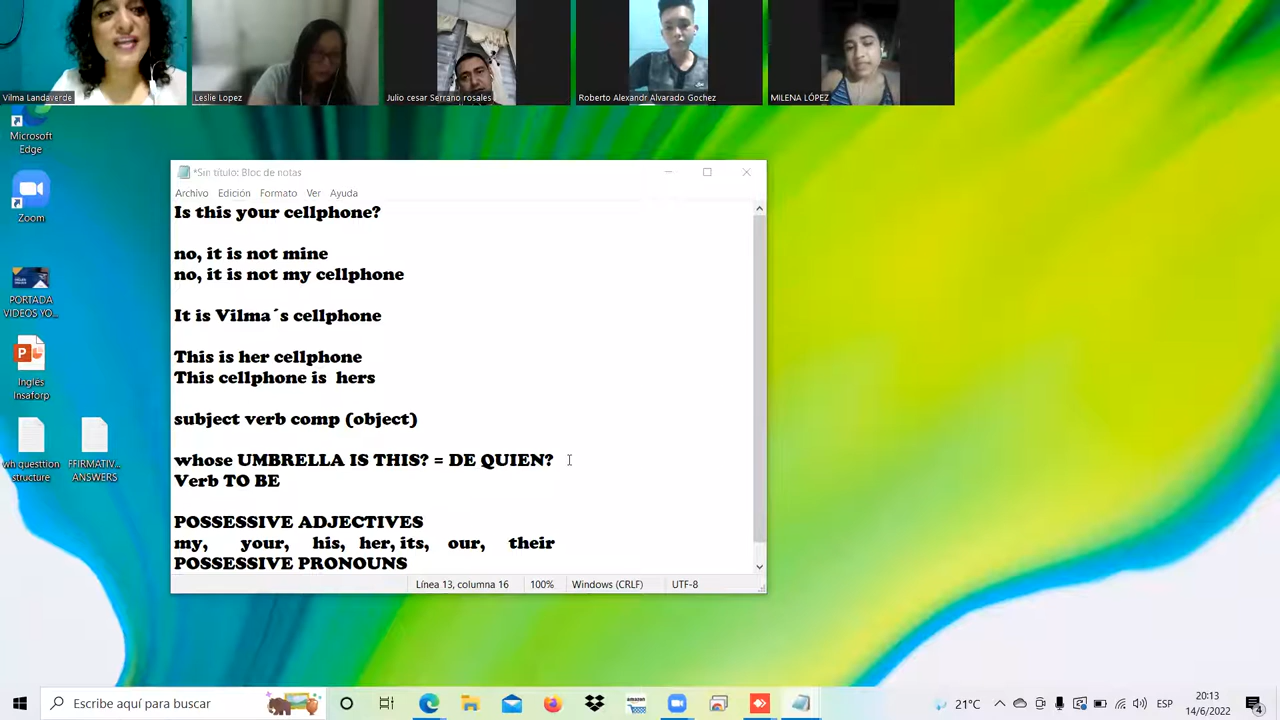 Vilma Landaverde
Leslie Lopez
Julio cesar Serrano rosales
Roberto Alexandr Alvarado Gochez
MILENA LÓPEZ
Microsoft
Edge
Zoom
PORTADA
VIDEOS YO...
Ingles
Insaforp
wh questtion
structure
FFIRMATIV...
ANSWERS
*Sin título: Bloc de notas
Archivo Edición Formato Ver Ayuda
Is this your cellphone?
no, it is not mine
no, it is not my cellphone
It is Vilma´s cellphone
This is her cellphone
This cellphone is hers
subject verb comp (object)
whose UMBRELLA IS THIS? = DE QUIEN?
Verb TO BE
POSSESSIVE ADJECTIVES
my, your, his, her, its, our, their
POSSESSIVE PRONOUNS
Línea 13, columna 16 100% Windows (CRLF) UTF-8
Escribe aquí para buscar
amazon
21°C
ESP
20:13
14/6/2022
4